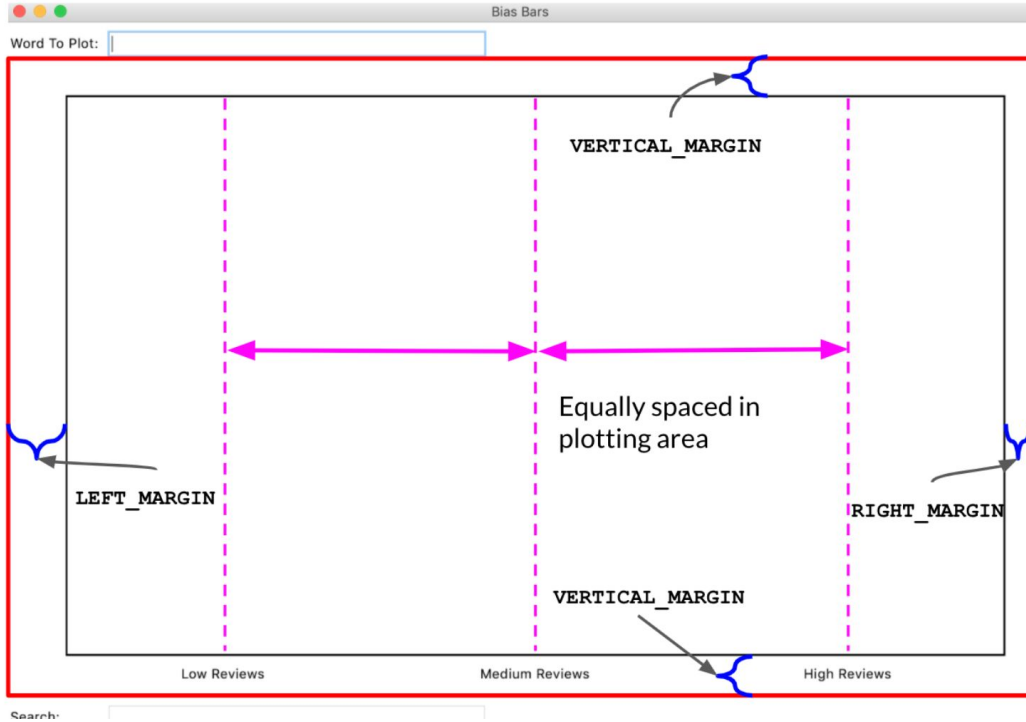 Bias Bars
Word To Plot:
VERTICAL_MARGIN
Equally spaced in
plotting area
LEFT_MARGIN
RIGHT_MARGIN
VERTICAL_MARGIN
Low Reviews
Medium Reviews
High Reviews
Search: